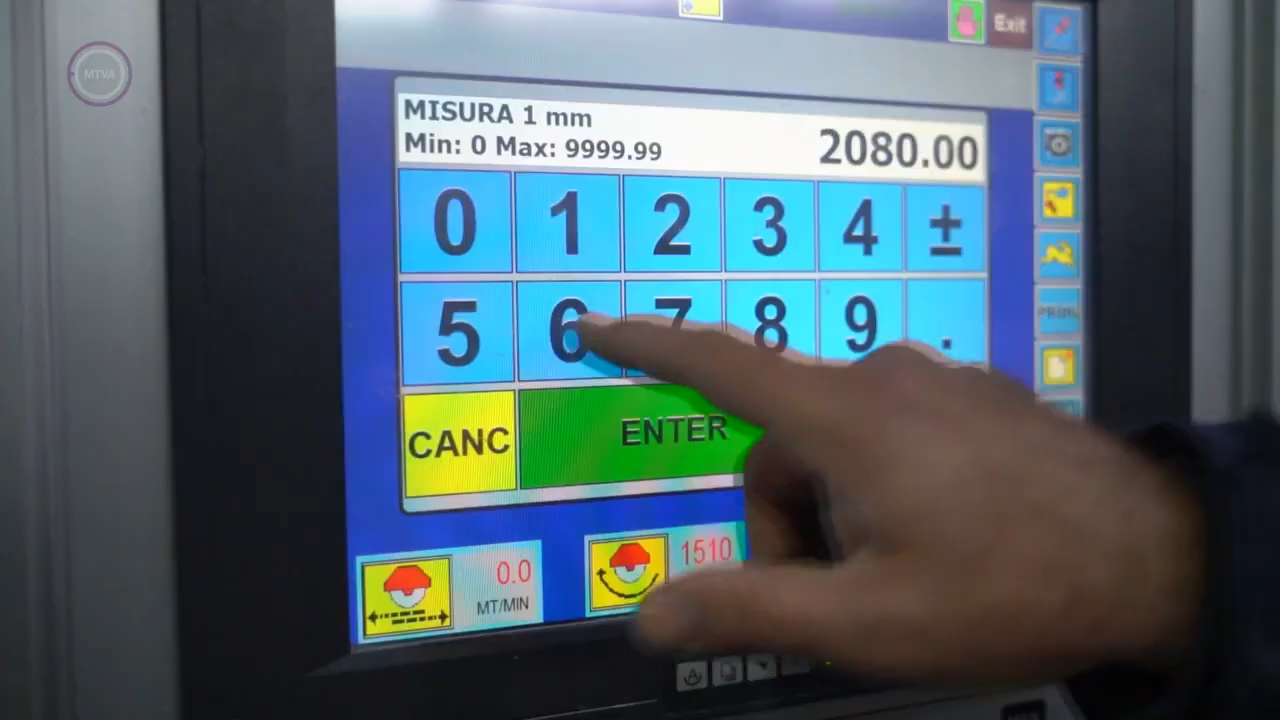 MTVA
Exit
MISURA 1 mm
Min: 0 Max: 9999.99
2080.00
0 1 2 3 4 ±
5 6 7 8 9 .
CANC
ENTER
0.0
MT/MIN
1510